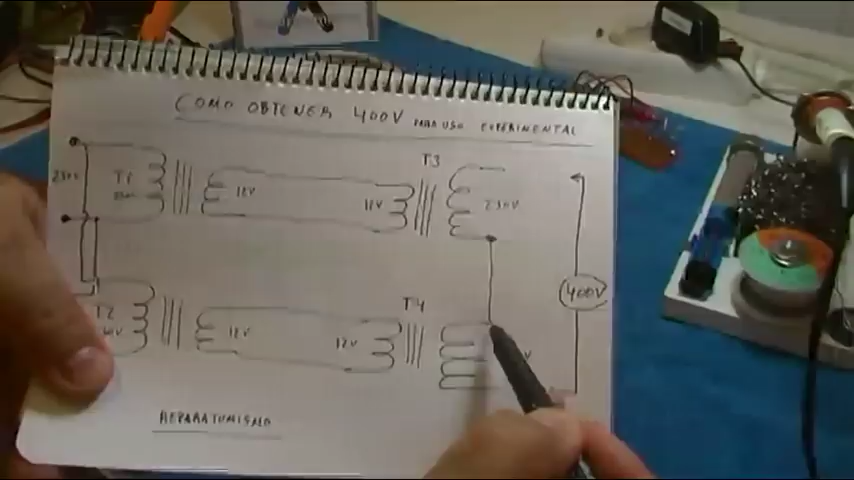 COMO OBTENER 400V PARA USO EXPERIMENTAL
T3
230V T1 12V 12V 230V
400V
T4
T2 12V 12V V
REPARATUMISMO